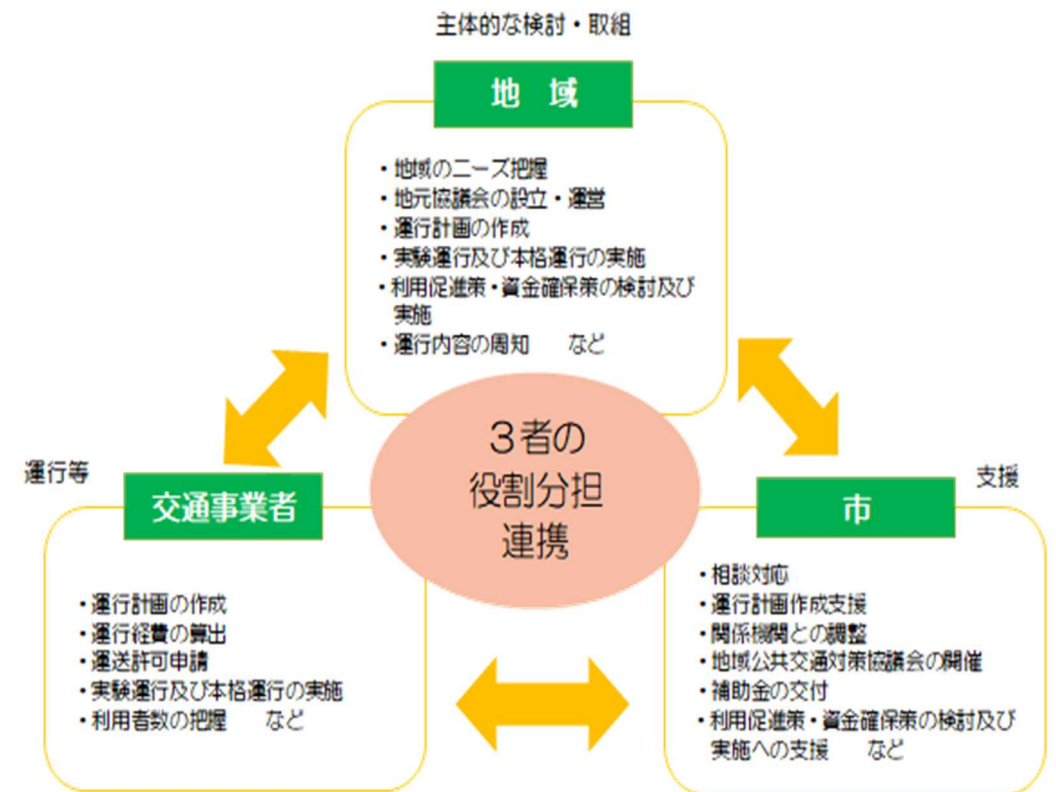 主体的な検討・取組
地　域
・地域のニーズ把握
・地元協議会の設立・運営
・運行計画の作成
・実験運行及び本格運行の実施
・利用促進策・資金確保策の検討及び
実施
・運行内容の周知　　など
3者の
役割分担
連携
運行等
交通事業者
・運行計画の作成
・運行経費の算出
・運送許可申請
・実験運行及び本格運行の実施
・利用者数の把握　　など
支援
市
・相談対応
・運行計画作成支援
・関係機関との調整
・地域公共交通対策協議会の開催
・補助金の交付
・利用促進策・資金確保策の検討及び
実施への支援　　など